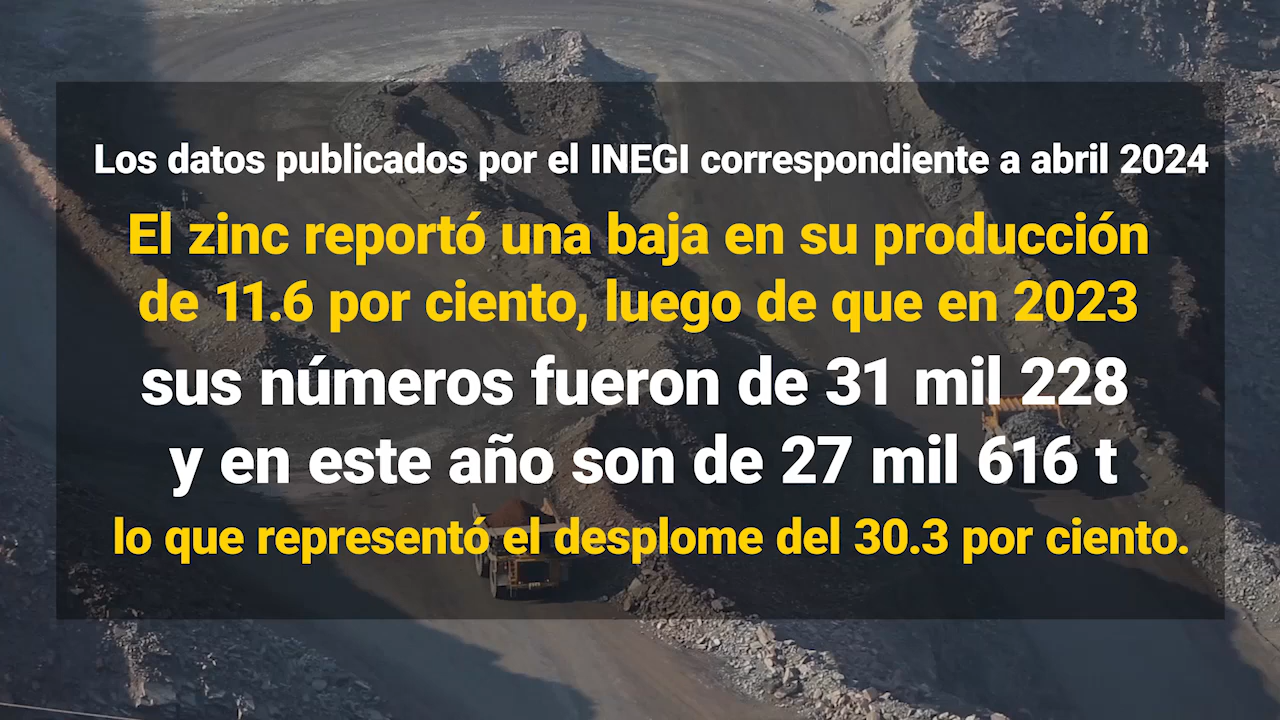 Los datos publicados por el INEGI correspondiente a abril 2024
El zinc reportó una baja en su producción
de 11.6 por ciento, luego de que en 2023
sus números fueron de 31 mil 228
y en este año son de 27 mil 616 t
lo que representó el desplome del 30.3 por ciento.